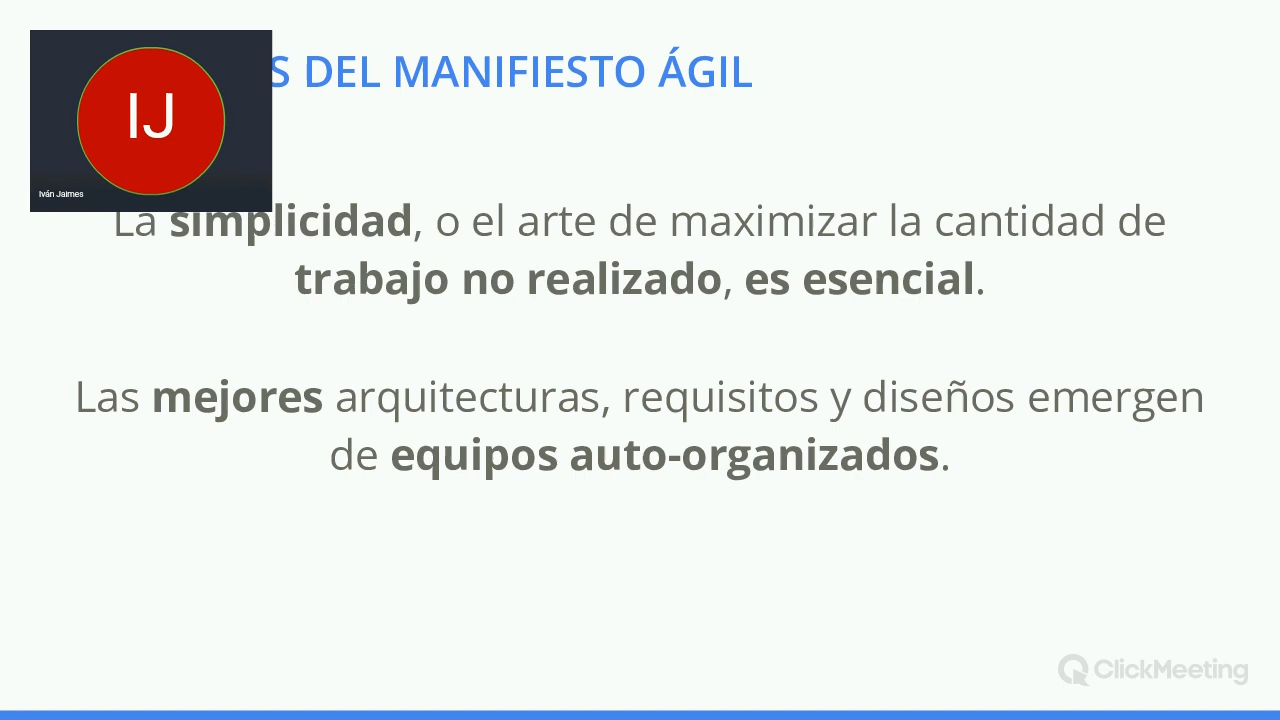 IJ
Iván Jaimes
S DEL MANIFIESTO ÁGIL
La simplicidad, o el arte de maximizar la cantidad de
trabajo no realizado, es esencial.
Las mejores arquitecturas, requisitos y diseños emergen
de equipos auto-organizados.
ClickMeeting